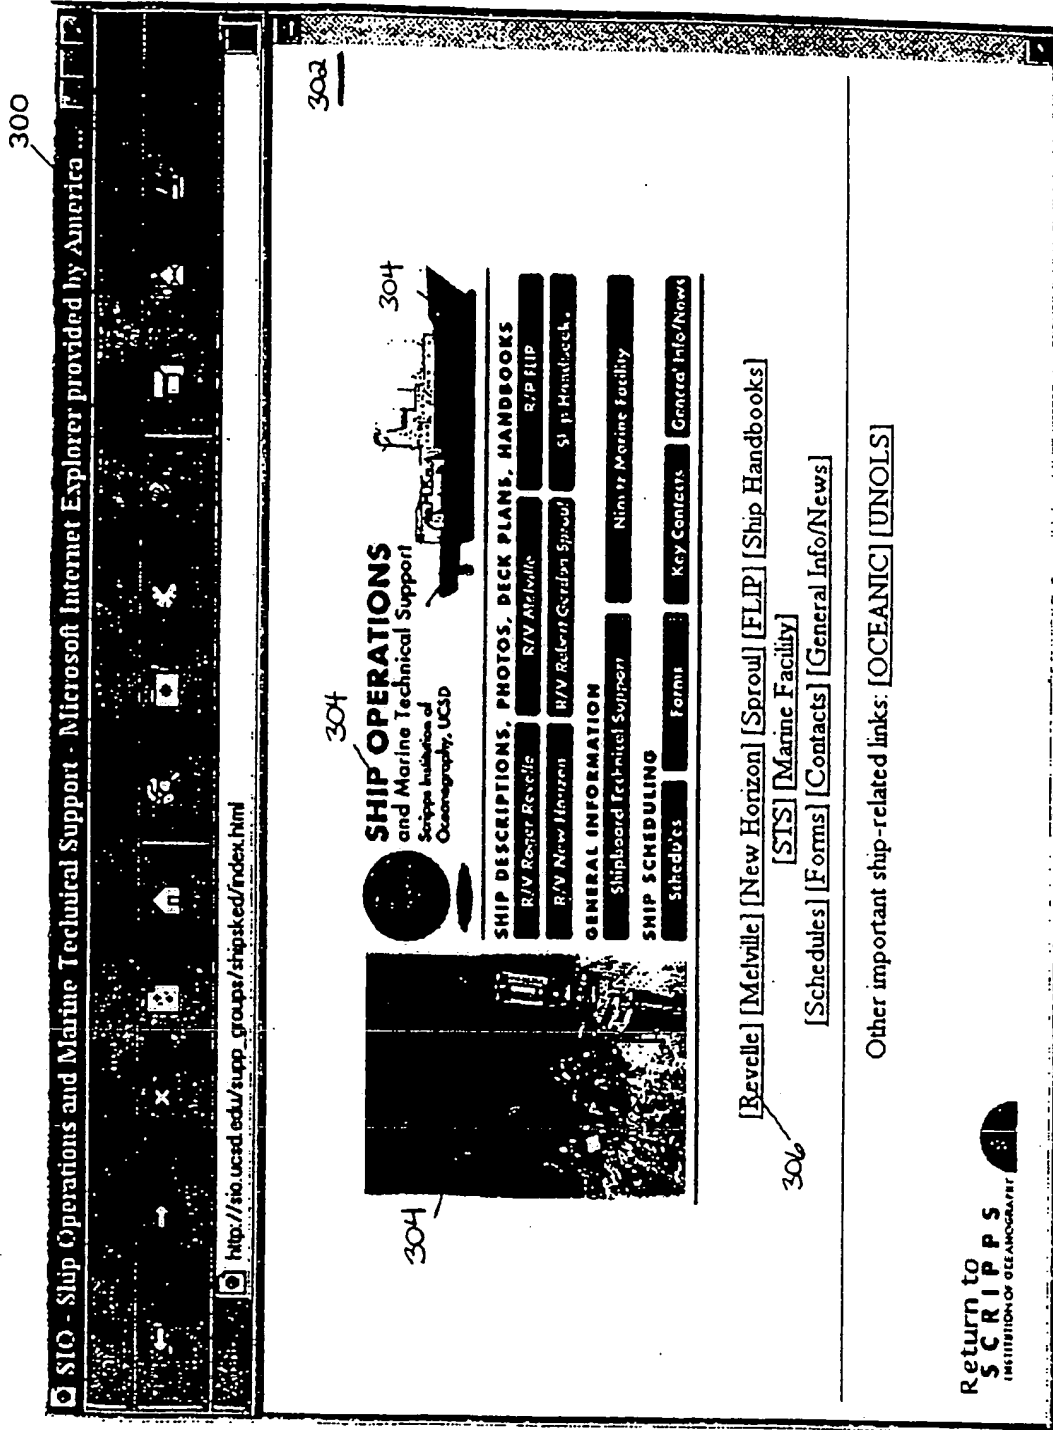 300
SIO - Ship Operations and Marine Technical Support - Microsoft Internet Explorer provided by America ...
http://sio.ucsd.edu/supp_groups/shipsked/index.html
302
304
SHIP OPERATIONS
and Marine Technical Support
Scripps Institution of
Oceanography, UCSD
304
304
SHIP DESCRIPTIONS, PHOTOS, DECK PLANS, HANDBOOKS
R/V Roger Revelle R/V Melville R/P FLIP
R/V New Horizon R/V Robert Gordon Sproul Ship Handbooks
GENERAL INFORMATION
Shipboard Technical Support Nimitz Marine Facility
SHIP SCHEDULING
Schedules Forms Key Contacts General Info/News
[Revelle] [Melville] [New Horizon] [Sproul] [FLIP] [Ship Handbooks]
306
[STS] [Marine Facility]
[Schedules] [Forms] [Contacts] [General Info/News]
Other important ship-related links: [OCEANIC] [UNOLS]
Return to
SCRIPPS
INSTITUTION OF OCEANOGRAPHY